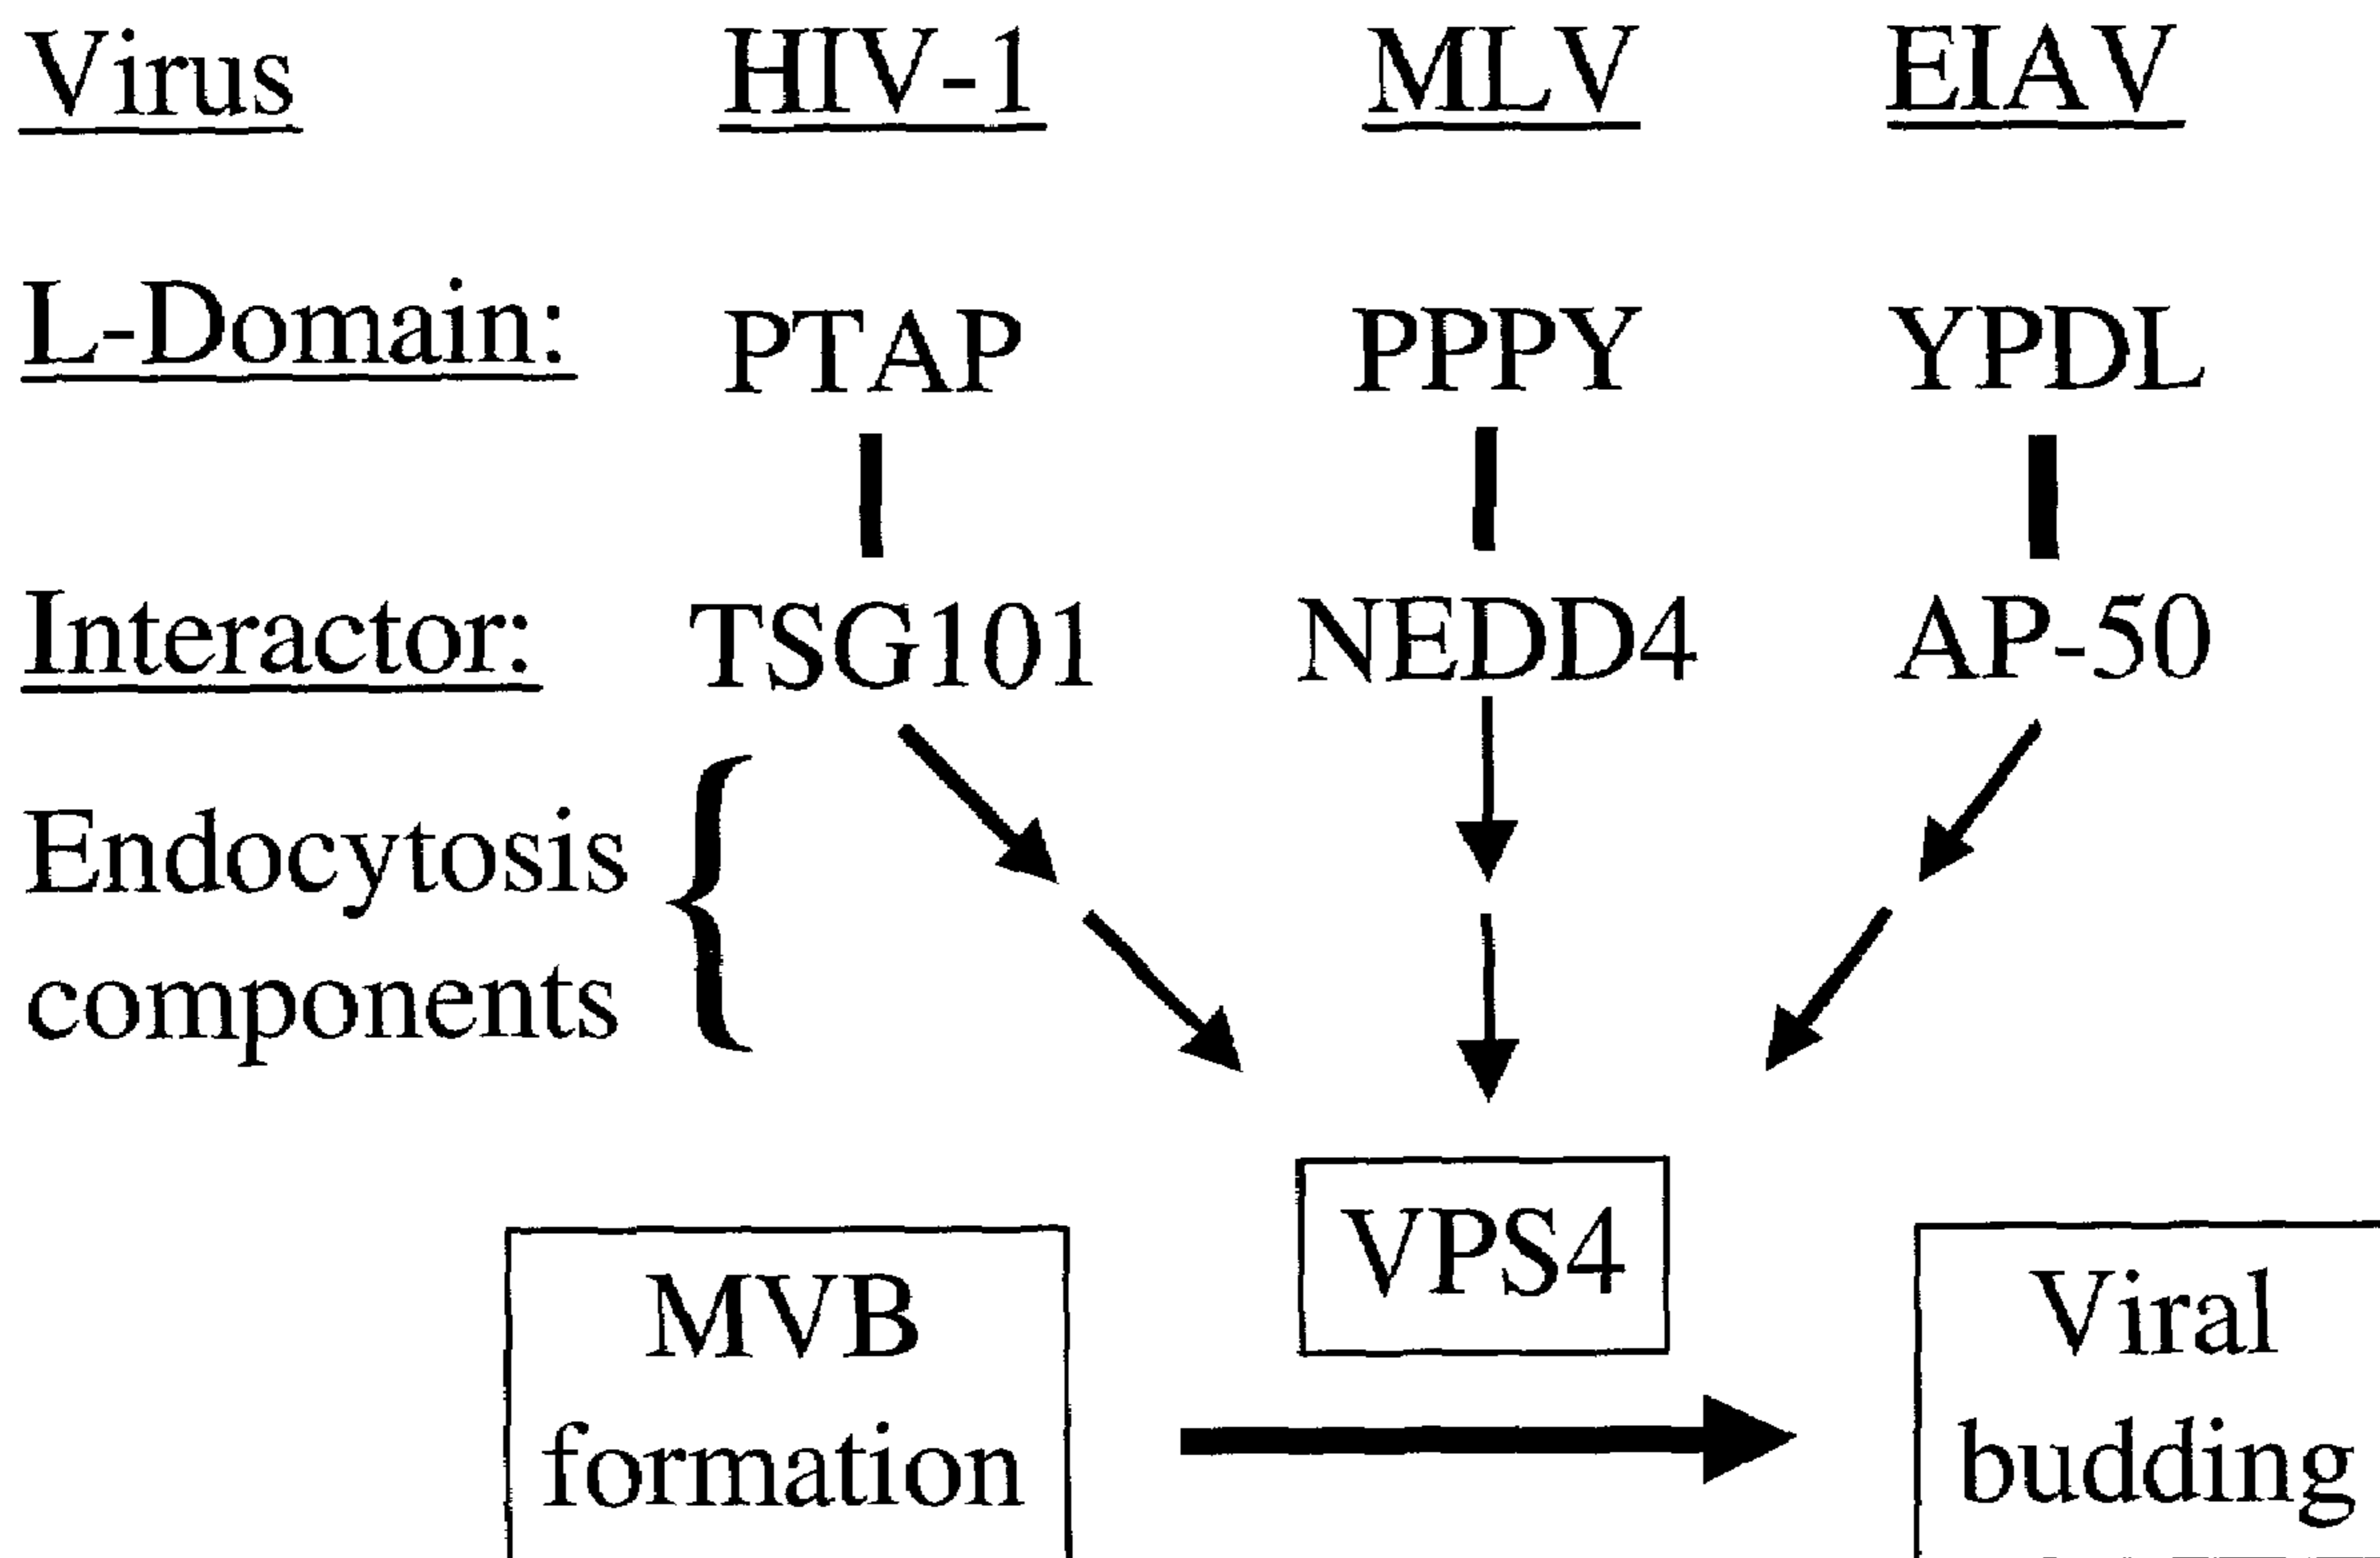 Virus HIV-1 MLV EIAV
L-Domain: PTAP PPPY YPDL
Interactor: TSG101 NEDD4 AP-50
Endocytosis
components
VPS4
MVB
formation
Viral
budding